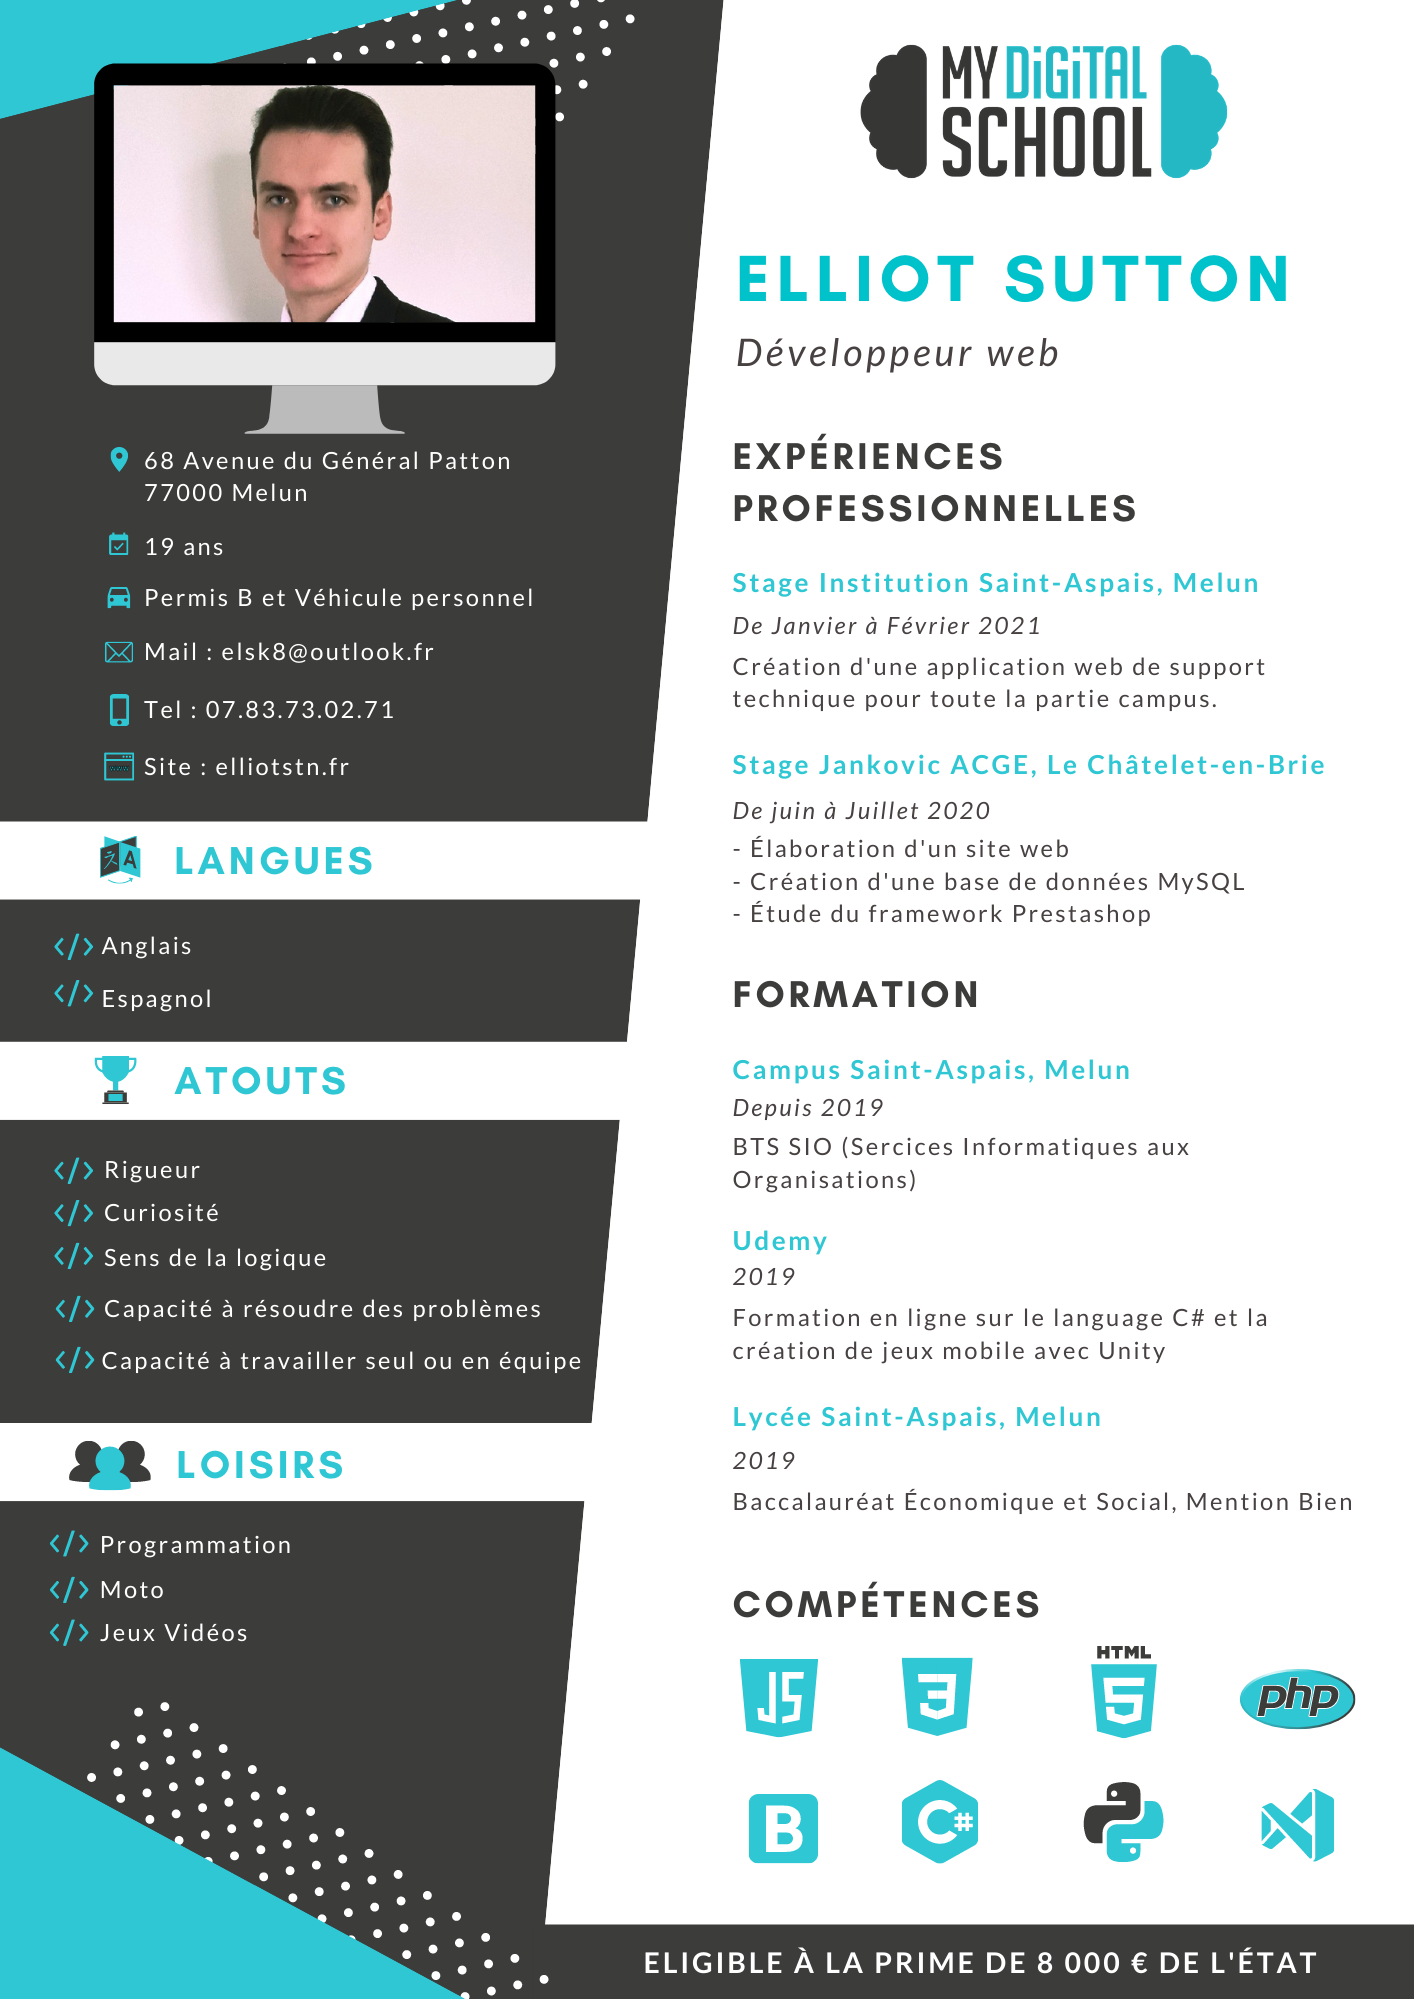 MY DiGiTAL
SCHOOL
ELLIOT SUTTON
Développeur web
68 Avenue du Général Patton
77000 Melun
19 ans
Permis B et Véhicule personnel
Mail : elsk8@outlook.fr
Tel : 07.83.73.02.71
Site : elliotstn.fr
LANGUES
Anglais
Espagnol
ATOUTS
Rigueur
Curiosité
Sens de la logique
Capacité à résoudre des problèmes
Capacité à travailler seul ou en équipe
LOISIRS
Programmation
Moto
Jeux Vidéos
EXPÉRIENCES
PROFESSIONNELLES
Stage Institution Saint-Aspais, Melun
De Janvier à Février 2021
Création d'une application web de support
technique pour toute la partie campus.
Stage Jankovic ACGE, Le Châtelet-en-Brie
De juin à Juillet 2020
- Élaboration d'un site web
- Création d'une base de données MySQL
- Étude du framework Prestashop
FORMATION
Campus Saint-Aspais, Melun
Depuis 2019
BTS SIO (Sercices Informatiques aux
Organisations)
Udemy
2019
Formation en ligne sur le language C# et la
création de jeux mobile avec Unity
Lycée Saint-Aspais, Melun
2019
Baccalauréat Économique et Social, Mention Bien
COMPÉTENCES
JS 3 HTML 5 php
B C#
ELIGIBLE À LA PRIME DE 8 000 € DE L'ÉTAT